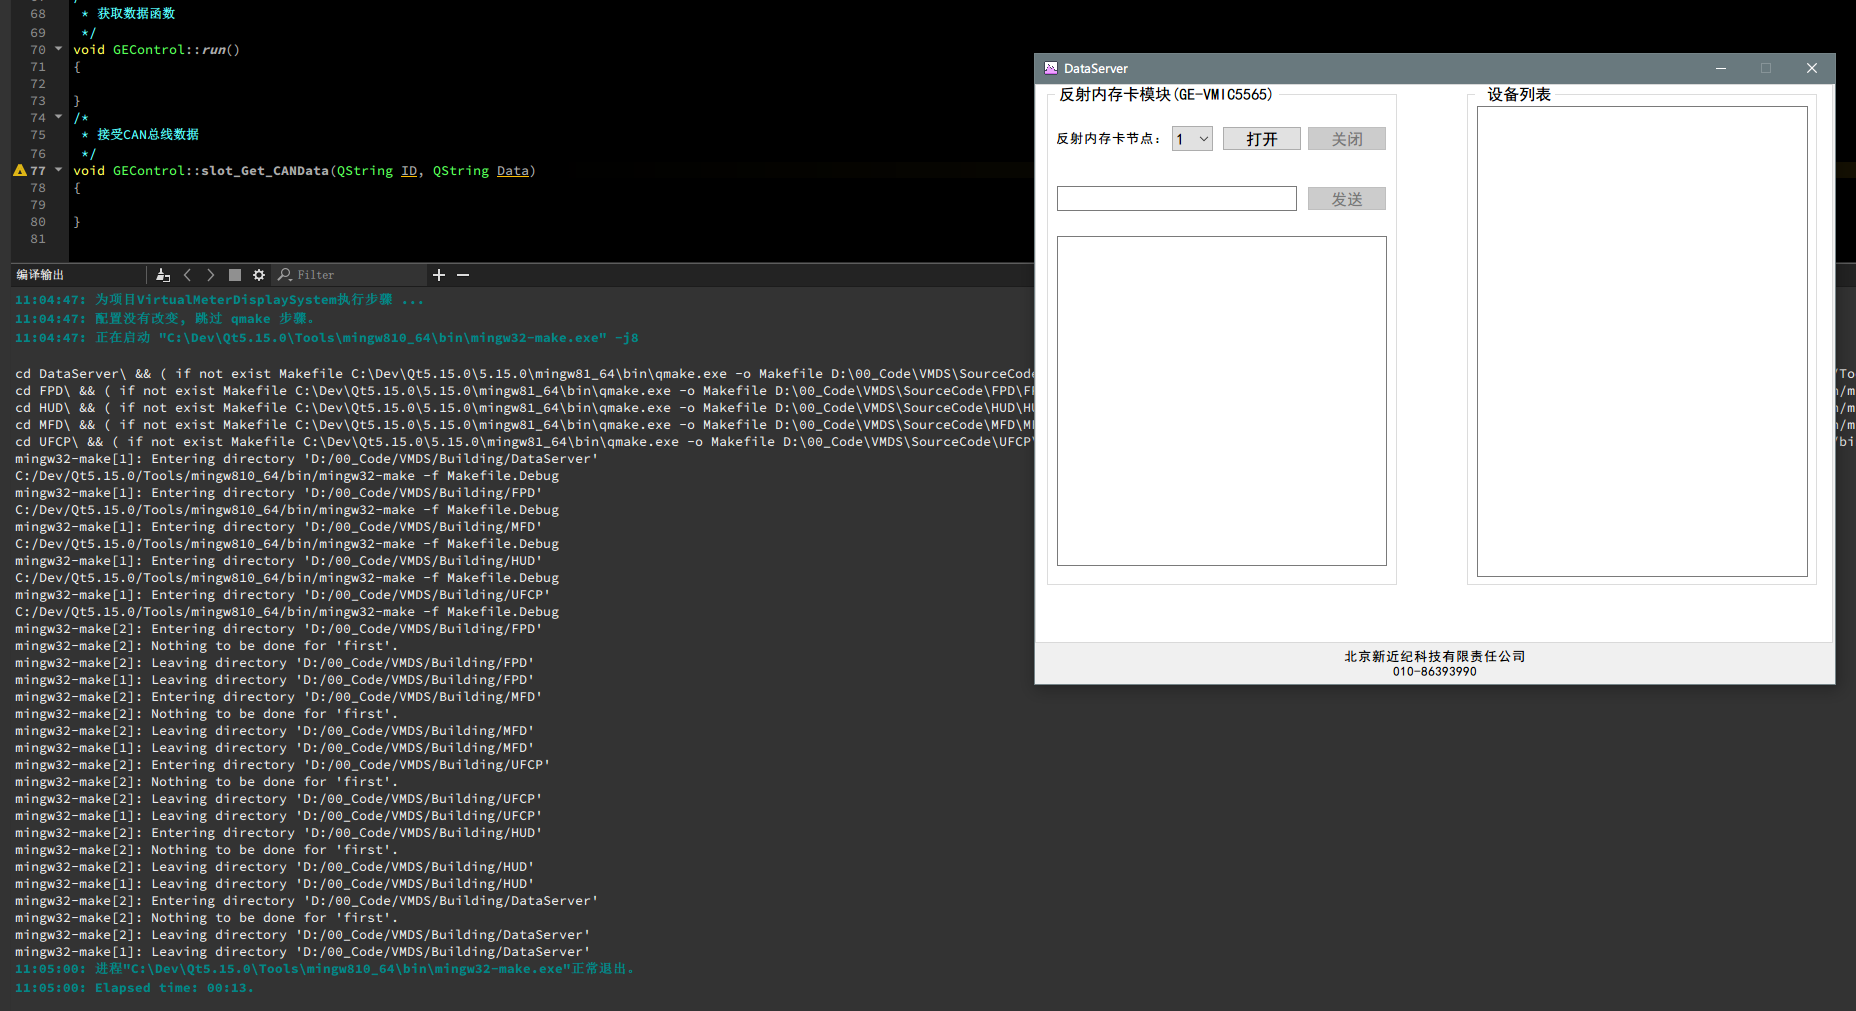 68 * 获取数据函数
69 */
70 void GEControl::run()
71 {
72
73 }
74 /*
75 * 接受CAN总线数据
76 */
77 void GEControl::slot_Get_CANData(QString ID, QString Data)
78 {
79
80 }
81
编译输出 Filter
11:04:47: 为项目VirtualMeterDisplaySystem执行步骤 ...
11:04:47: 配置没有改变, 跳过 qmake 步骤。
11:04:47: 正在启动 "C:\Dev\Qt5.15.0\Tools\mingw810_64\bin\mingw32-make.exe" -j8
cd DataServer\ && ( if not exist Makefile C:\Dev\Qt5.15.0\5.15.0\mingw81_64\bin\qmake.exe -o Makefile D:\00_Code\VMDS\SourceCode
cd FPD\ && ( if not exist Makefile C:\Dev\Qt5.15.0\5.15.0\mingw81_64\bin\qmake.exe -o Makefile D:\00_Code\VMDS\SourceCode\FPD\F
cd HUD\ && ( if not exist Makefile C:\Dev\Qt5.15.0\5.15.0\mingw81_64\bin\qmake.exe -o Makefile D:\00_Code\VMDS\SourceCode\HUD\H
cd MFD\ && ( if not exist Makefile C:\Dev\Qt5.15.0\5.15.0\mingw81_64\bin\qmake.exe -o Makefile D:\00_Code\VMDS\SourceCode\MFD\M
cd UFCP\ && ( if not exist Makefile C:\Dev\Qt5.15.0\5.15.0\mingw81_64\bin\qmake.exe -o Makefile D:\00_Code\VMDS\SourceCode\UFCP\
mingw32-make[1]: Entering directory 'D:/00_Code/VMDS/Building/DataServer'
C:/Dev/Qt5.15.0/Tools/mingw810_64/bin/mingw32-make -f Makefile.Debug
mingw32-make[1]: Entering directory 'D:/00_Code/VMDS/Building/FPD'
C:/Dev/Qt5.15.0/Tools/mingw810_64/bin/mingw32-make -f Makefile.Debug
mingw32-make[1]: Entering directory 'D:/00_Code/VMDS/Building/MFD'
C:/Dev/Qt5.15.0/Tools/mingw810_64/bin/mingw32-make -f Makefile.Debug
mingw32-make[1]: Entering directory 'D:/00_Code/VMDS/Building/HUD'
C:/Dev/Qt5.15.0/Tools/mingw810_64/bin/mingw32-make -f Makefile.Debug
mingw32-make[1]: Entering directory 'D:/00_Code/VMDS/Building/UFCP'
C:/Dev/Qt5.15.0/Tools/mingw810_64/bin/mingw32-make -f Makefile.Debug
mingw32-make[2]: Entering directory 'D:/00_Code/VMDS/Building/FPD'
mingw32-make[2]: Nothing to be done for 'first'.
mingw32-make[2]: Leaving directory 'D:/00_Code/VMDS/Building/FPD'
mingw32-make[1]: Leaving directory 'D:/00_Code/VMDS/Building/FPD'
mingw32-make[2]: Entering directory 'D:/00_Code/VMDS/Building/MFD'
mingw32-make[2]: Nothing to be done for 'first'.
mingw32-make[2]: Leaving directory 'D:/00_Code/VMDS/Building/MFD'
mingw32-make[1]: Leaving directory 'D:/00_Code/VMDS/Building/MFD'
mingw32-make[2]: Entering directory 'D:/00_Code/VMDS/Building/UFCP'
mingw32-make[2]: Nothing to be done for 'first'.
mingw32-make[2]: Leaving directory 'D:/00_Code/VMDS/Building/UFCP'
mingw32-make[1]: Leaving directory 'D:/00_Code/VMDS/Building/UFCP'
mingw32-make[2]: Entering directory 'D:/00_Code/VMDS/Building/HUD'
mingw32-make[2]: Nothing to be done for 'first'.
mingw32-make[2]: Leaving directory 'D:/00_Code/VMDS/Building/HUD'
mingw32-make[1]: Leaving directory 'D:/00_Code/VMDS/Building/HUD'
mingw32-make[2]: Entering directory 'D:/00_Code/VMDS/Building/DataServer'
mingw32-make[2]: Nothing to be done for 'first'.
mingw32-make[2]: Leaving directory 'D:/00_Code/VMDS/Building/DataServer'
mingw32-make[1]: Leaving directory 'D:/00_Code/VMDS/Building/DataServer'
11:05:00: 进程"C:\Dev\Qt5.15.0\Tools\mingw810_64\bin\mingw32-make.exe"正常退出。
11:05:00: Elapsed time: 00:13.
DataServer
反射内存卡模块(GE-VMIC5565)
反射内存卡节点: 1 打开 关闭
发送
设备列表
北京新近纪科技有限责任公司
010-86393990